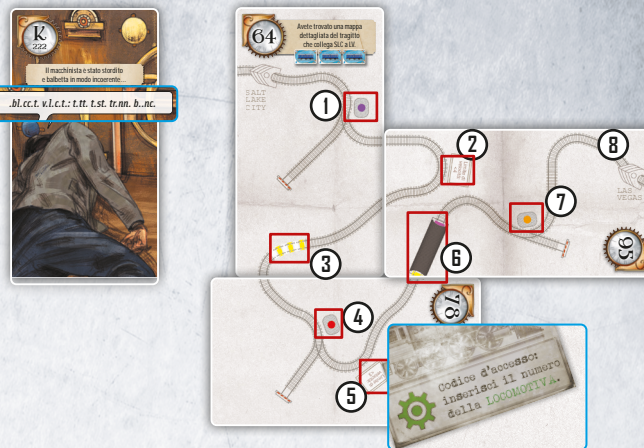 K
222
Il macchinista è stato stordito
e balbetta in modo incoerente...
.bl.cc.t. v.l.c.t.: t.tt. t.st. tr.nn. b..nc.
64
Avete trovato una mappa
dettagliata del tragitto
che collega SLC a LV.
SALT
LAKE
CITY
1
2
8
LAS
VEGAS
7
95
3
6
78
4
5
Codice d'accesso:
inserisci il numero
della LOCOMOTIVA.